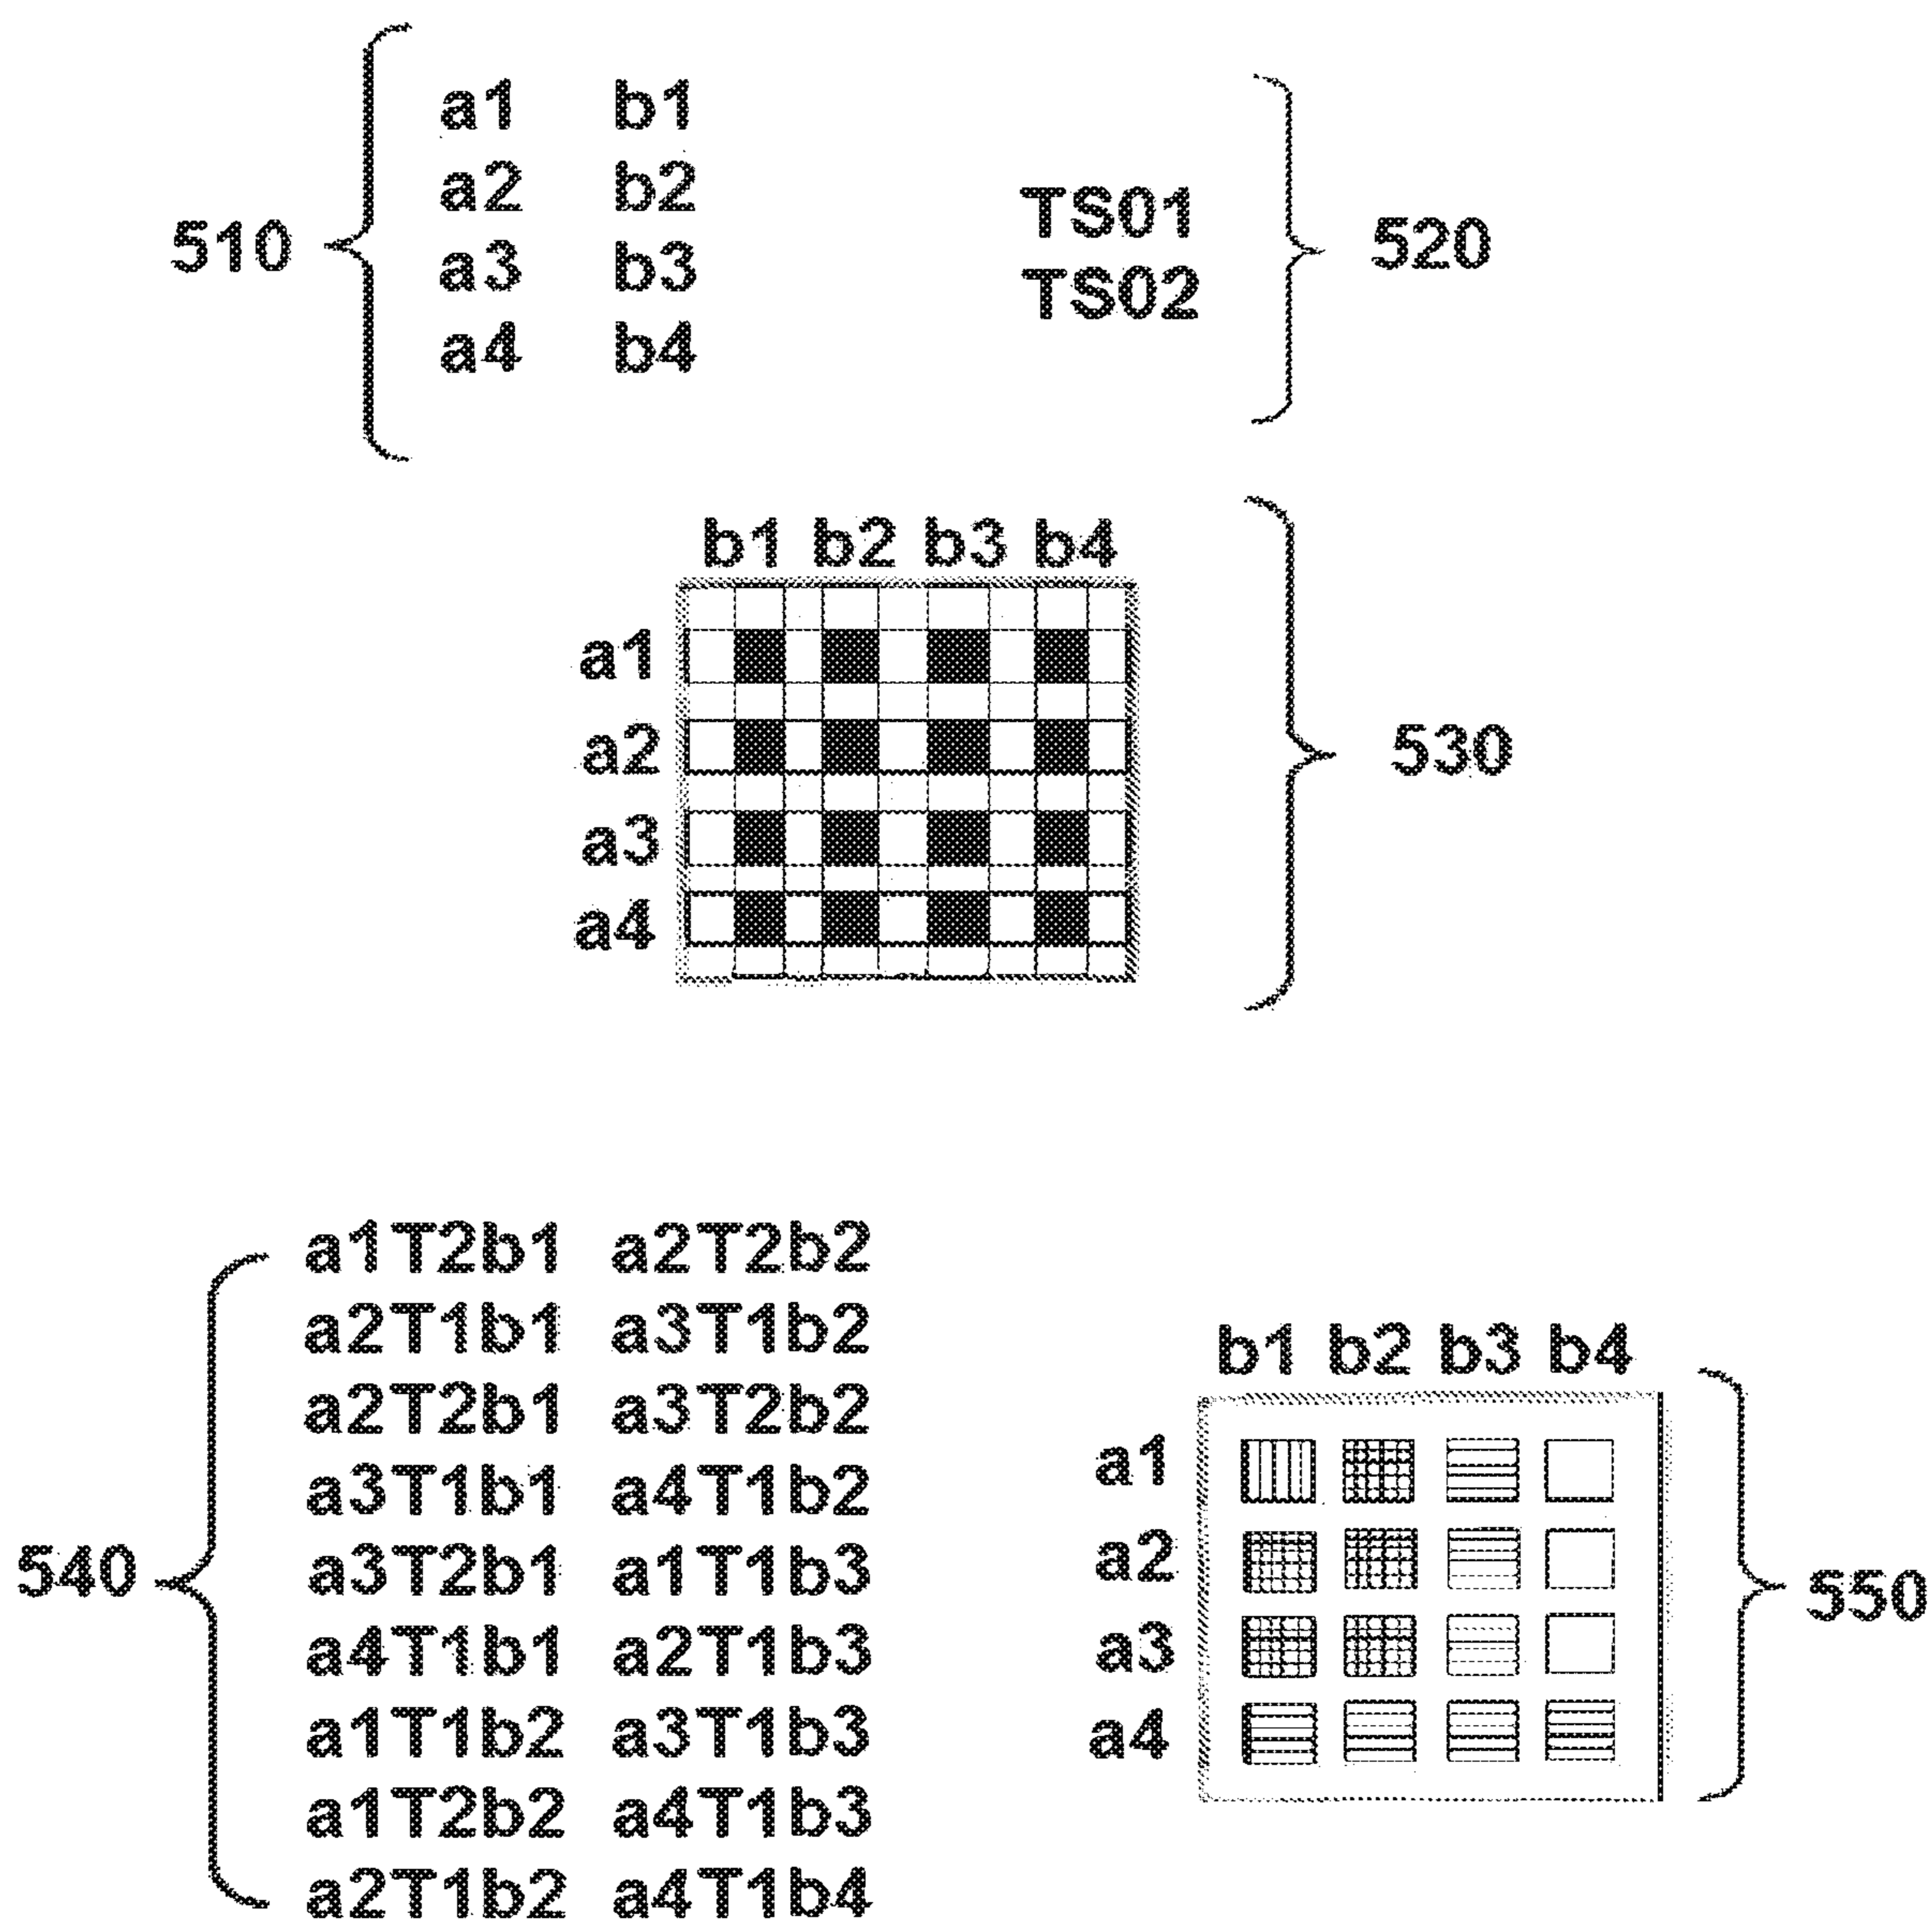 a1 b1
a2 b2
a3 b3
a4 b4
510
TS01
TS02
520
b1 b2 b3 b4
a1
a2
a3
a4
530
540
a1T2b1 a2T2b2
a2T1b1 a3T1b2
a2T2b1 a3T2b2
a3T1b1 a4T1b2
a3T2b1 a1T1b3
a4T1b1 a2T1b3
a1T1b2 a3T1b3
a1T2b2 a4T1b3
a2T1b2 a4T1b4
b1 b2 b3 b4
a1
a2
a3
a4
550